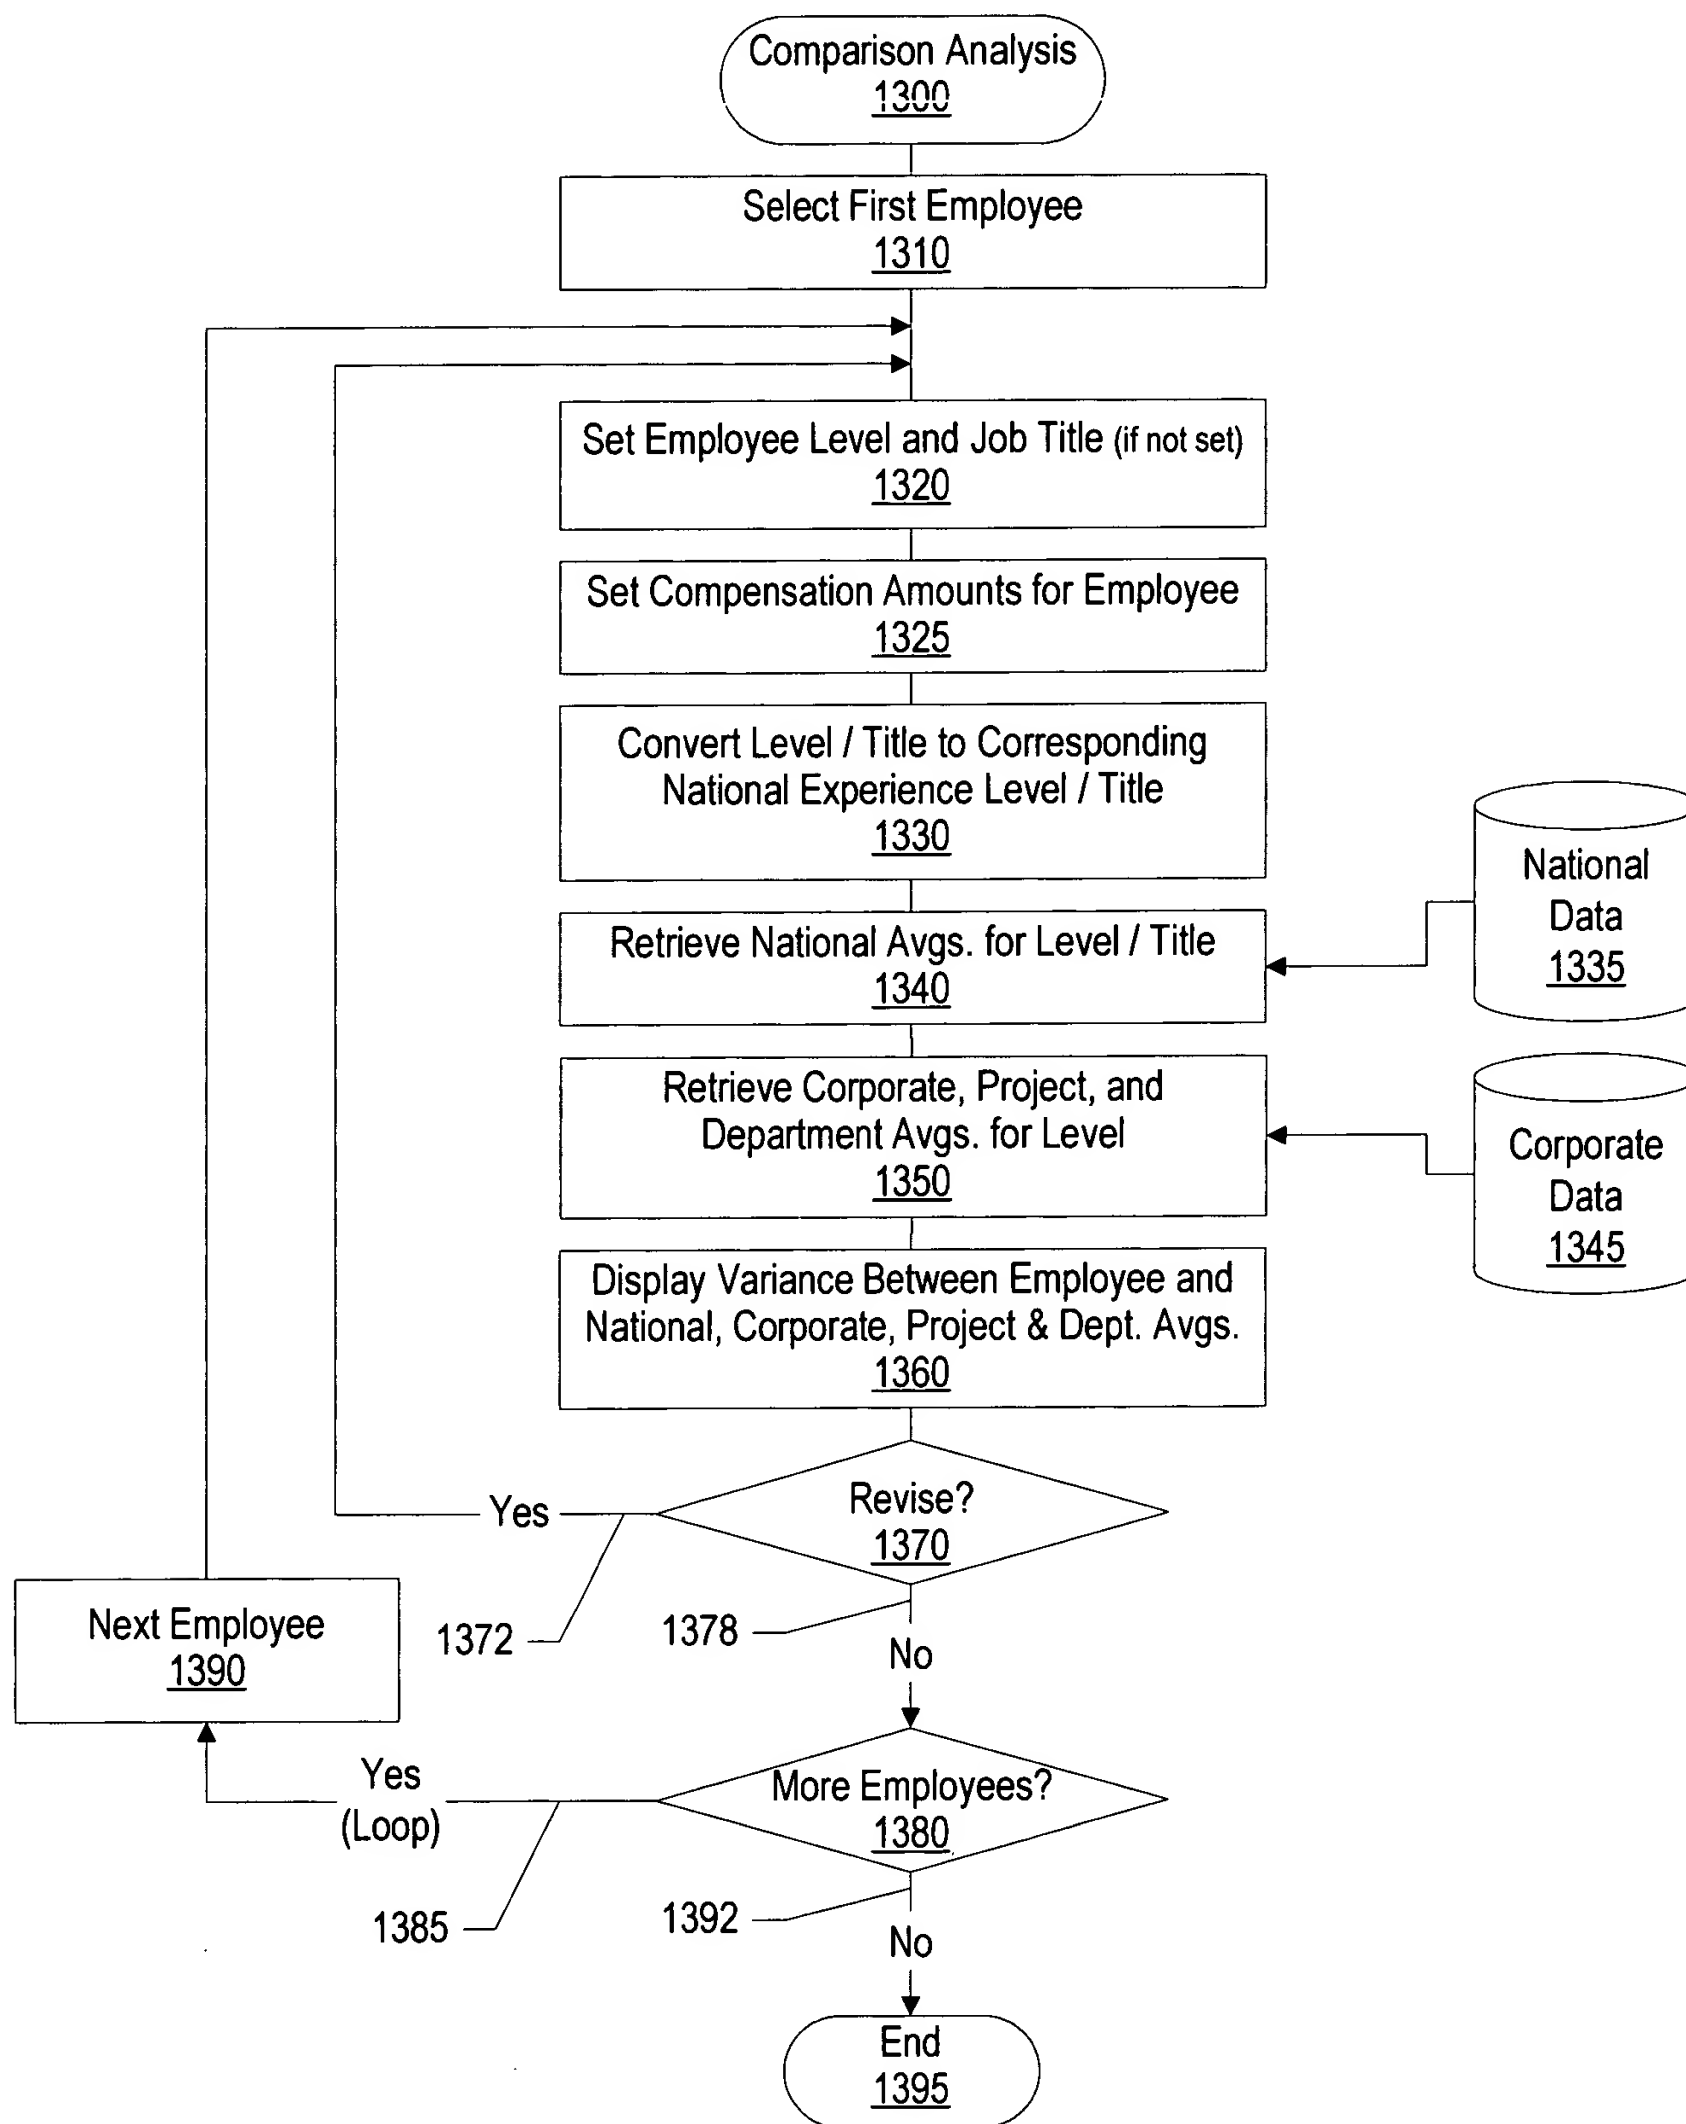 Comparison Analysis
1300
Select First Employee
1310
Set Employee Level and Job Title (if not set)
1320
Set Compensation Amounts for Employee
1325
Convert Level / Title to Corresponding
National Experience Level / Title
1330
National
Data
1335
Retrieve National Avgs. for Level / Title
1340
Retrieve Corporate, Project, and
Department Avgs. for Level
1350
Corporate
Data
1345
Display Variance Between Employee and
National, Corporate, Project & Dept. Avgs.
1360
Revise?
1370
Yes
1372
1378
No
Next Employee
1390
More Employees?
1380
Yes
(Loop)
1385
1392
No
End
1395